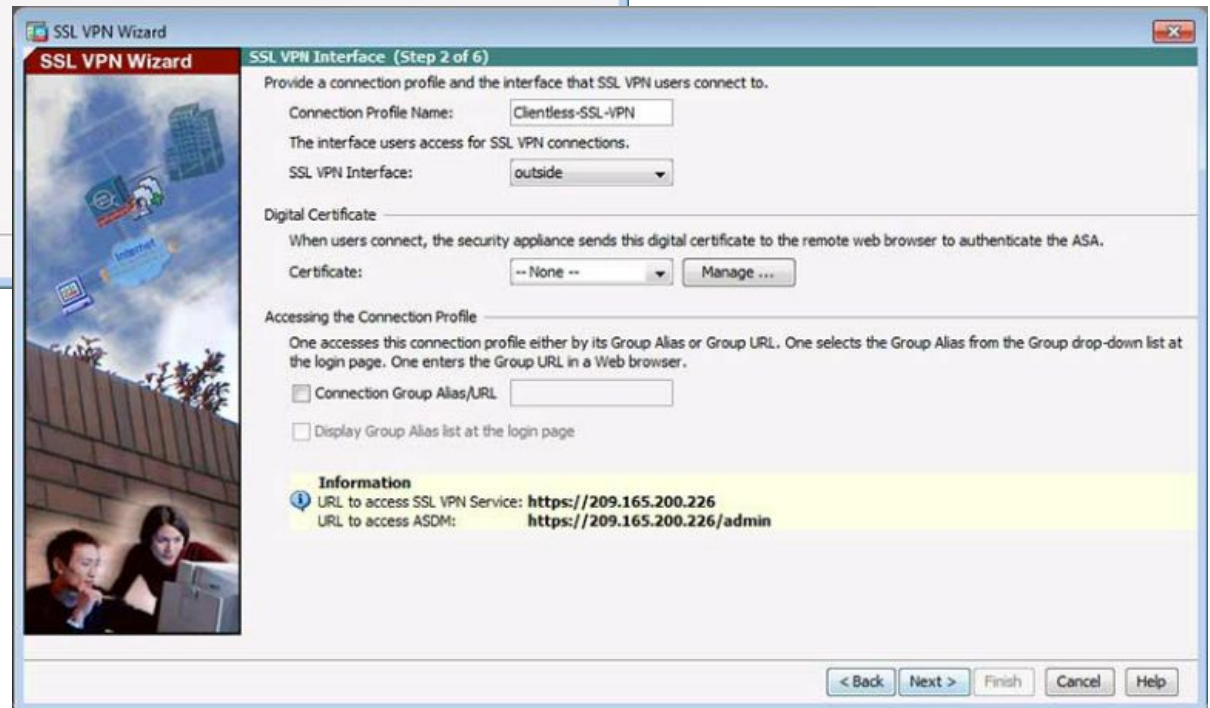 SSL VPN Wizard
SSL VPN Wizard
SSL VPN Interface (Step 2 of 6)
Provide a connection profile and the interface that SSL VPN users connect to.
Connection Profile Name: Clientless-SSL-VPN
The interface users access for SSL VPN connections.
SSL VPN Interface: outside
Digital Certificate
When users connect, the security appliance sends this digital certificate to the remote web browser to authenticate the ASA.
Certificate: -- None -- Manage ...
Accessing the Connection Profile
One accesses this connection profile either by its Group Alias or Group URL. One selects the Group Alias from the Group drop-down list at
the login page. One enters the Group URL in a Web browser.
Connection Group Alias/URL
Display Group Alias list at the login page
Information
URL to access SSL VPN Service: https://209.165.200.226
URL to access ASDM: https://209.165.200.226/admin
Internet
< Back Next > Finish Cancel Help